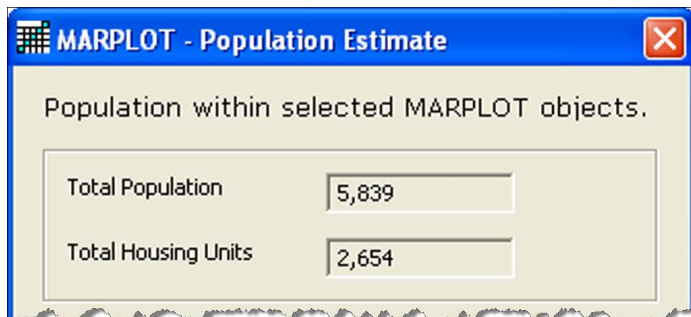 MARPLOT - Population Estimate
Population within selected MARPLOT objects.
Total Population 5,839
Total Housing Units 2,654